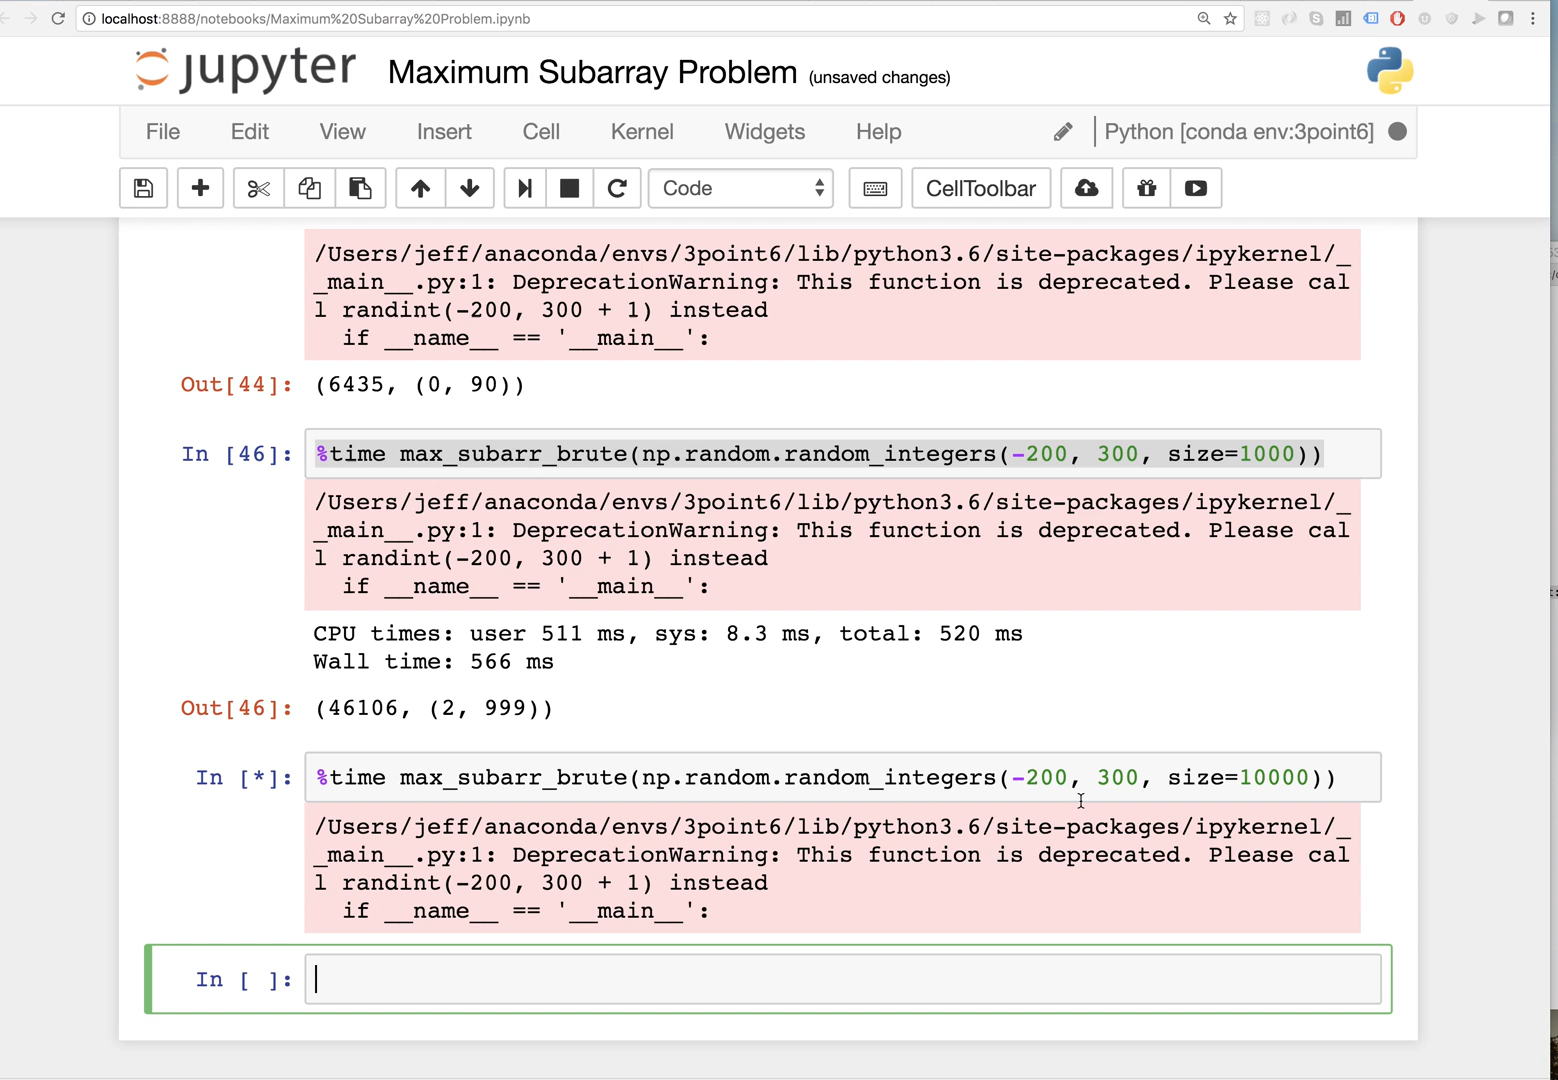 localhost:8888/notebooks/Maximum%20Subarray%20Problem.ipynb
jupyter Maximum Subarray Problem (unsaved changes)
File Edit View Insert Cell Kernel Widgets Help Python [conda env:3point6]
Code CellToolbar
/Users/jeff/anaconda/envs/3point6/lib/python3.6/site-packages/ipykernel/_
_main__.py:1: DeprecationWarning: This function is deprecated. Please cal
l randint(-200, 300 + 1) instead
if __name__ == '__main__':
Out[44]: (6435, (0, 90))
In [46]: %time max_subarr_brute(np.random.random_integers(-200, 300, size=1000))
/Users/jeff/anaconda/envs/3point6/lib/python3.6/site-packages/ipykernel/_
_main__.py:1: DeprecationWarning: This function is deprecated. Please cal
l randint(-200, 300 + 1) instead
if __name__ == '__main__':
CPU times: user 511 ms, sys: 8.3 ms, total: 520 ms
Wall time: 566 ms
Out[46]: (46106, (2, 999))
In [*]: %time max_subarr_brute(np.random.random_integers(-200, 300, size=10000))
/Users/jeff/anaconda/envs/3point6/lib/python3.6/site-packages/ipykernel/_
_main__.py:1: DeprecationWarning: This function is deprecated. Please cal
l randint(-200, 300 + 1) instead
if __name__ == '__main__':
In [ ]: